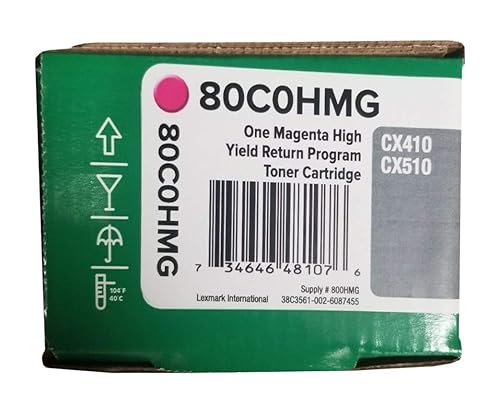 80C0HMG
One Magenta High
Yield Return Program
Toner Cartridge
CX410
CX510
80C0HMG
7 34646 48107 6
Supply # 800HMG
Lexmark International 38C3561-002-6087455
104°F
40°C